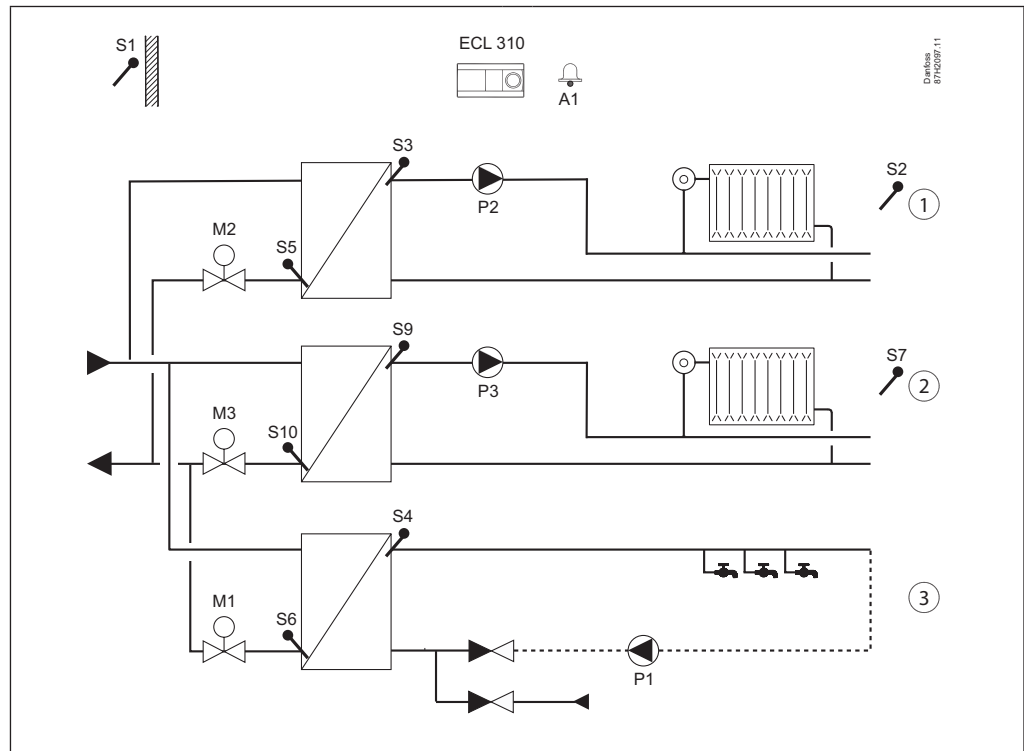 S1
ECL 310
A1
Danfoss
87H2097.11
S3
P2
S2
1
M2
S5
S9
P3
S7
2
M3
S10
S4
3
M1
S6
P1